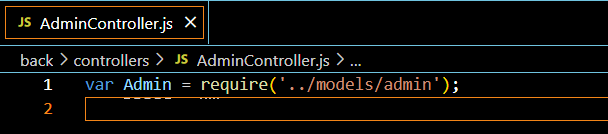 JS AdminController.js ×
back > controllers > JS AdminController.js > ...
1 var Admin = require('../models/admin');
2